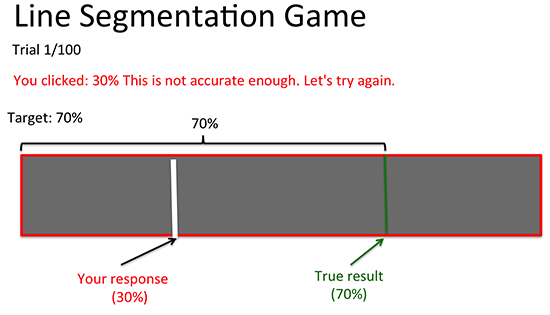 Line Segmentation Game
Trial 1/100
You clicked: 30% This is not accurate enough. Let's try again.
Target: 70%
70%
Your response
(30%)
True result
(70%)